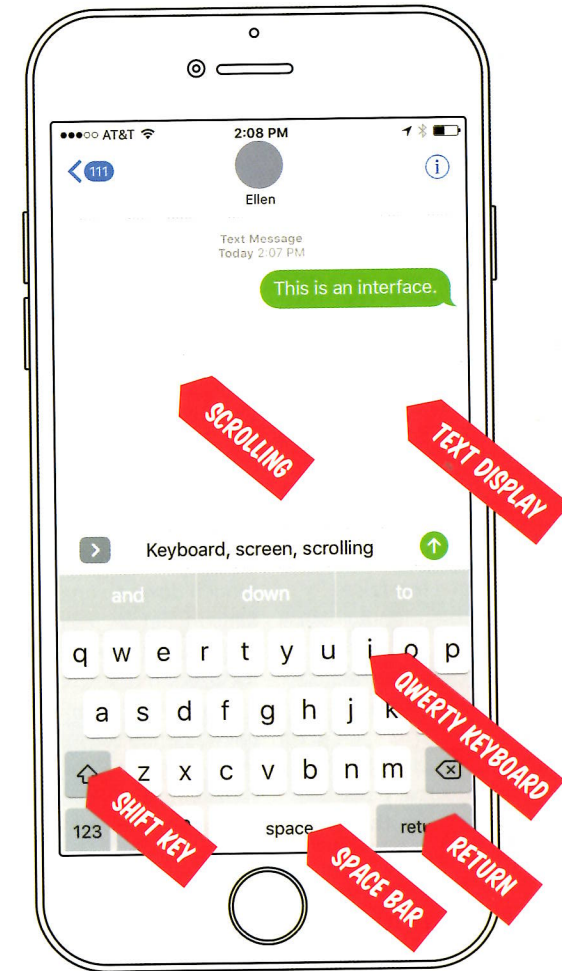 AT&T 2:08 PM
111
Ellen
Text Message
Today 2:07 PM
This is an interface.
SCROLLING
TEXT DISPLAY
Keyboard, screen, scrolling
and down to
q w e r t y u i o p
QWERTY KEYBOARD
a s d f g h j k
z x c v b n m
SHIFT KEY
123 space
SPACE BAR
RETURN